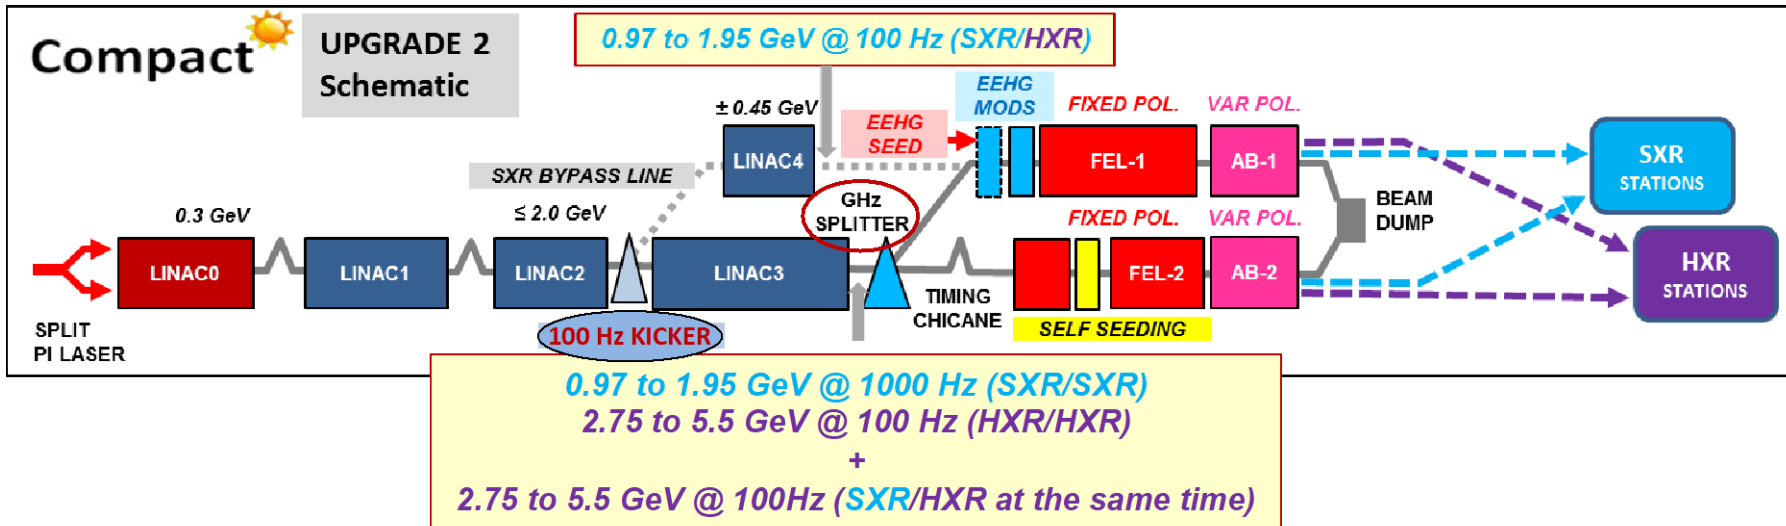 Compact
UPGRADE 2
Schematic
0.97 to 1.95 GeV @ 100 Hz (SXR/HXR)
± 0.45 GeV
LINAC4
EEHG
SEED
EEHG
MODS
FIXED POL.
VAR POL.
FEL-1
AB-1
SXR
STATIONS
SXR BYPASS LINE
GHz
SPLITTER
BEAM
DUMP
0.3 GeV
≤ 2.0 GeV
FIXED POL.
VAR POL.
LINAC0
LINAC1
LINAC2
LINAC3
FEL-2
AB-2
HXR
STATIONS
TIMING
CHICANE
SELF SEEDING
SPLIT
PI LASER
100 Hz KICKER
0.97 to 1.95 GeV @ 1000 Hz (SXR/SXR)
2.75 to 5.5 GeV @ 100 Hz (HXR/HXR)
+
2.75 to 5.5 GeV @ 100Hz (SXR/HXR at the same time)